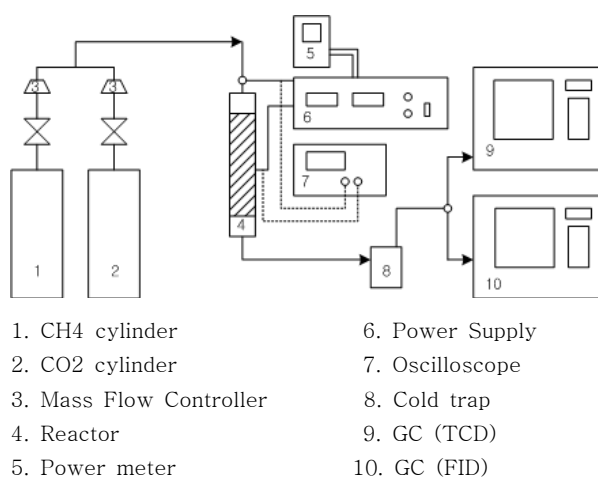 3
3
5
6
7
9
4
1
2
8
10
1. CH4 cylinder
2. CO2 cylinder
3. Mass Flow Controller
4. Reactor
5. Power meter
6. Power Supply
7. Oscilloscope
8. Cold trap
9. GC (TCD)
10. GC (FID)